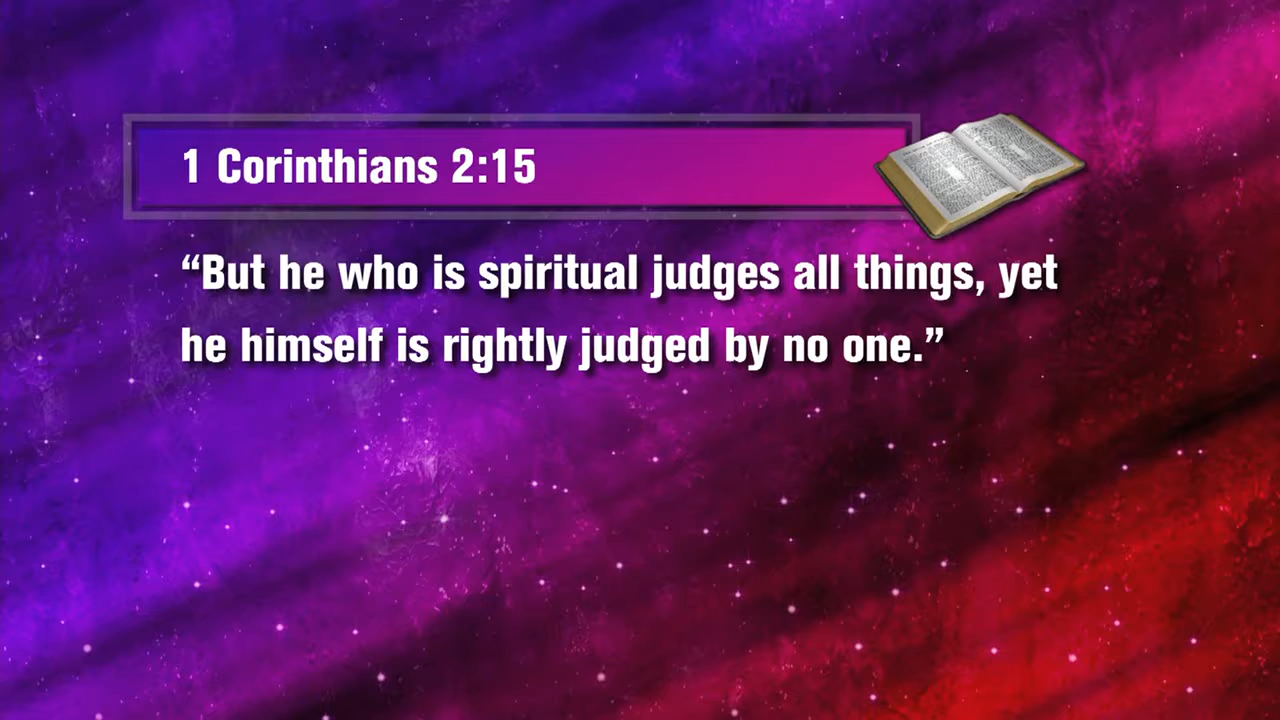 1 Corinthians 2:15
“But he who is spiritual judges all things, yet
he himself is rightly judged by no one.”